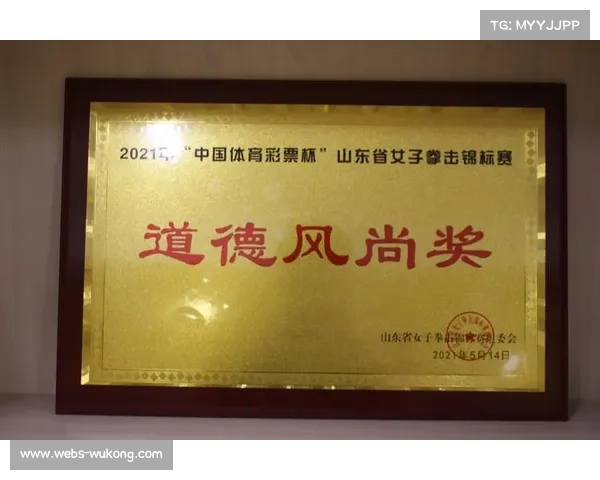 TG: MYYJJPP
2021年“中国体育彩票杯”山东省女子拳击锦标赛
道德风尚奖
山东省女子拳击锦标赛组委会
2021年5月14日
www.webs-wukong.com